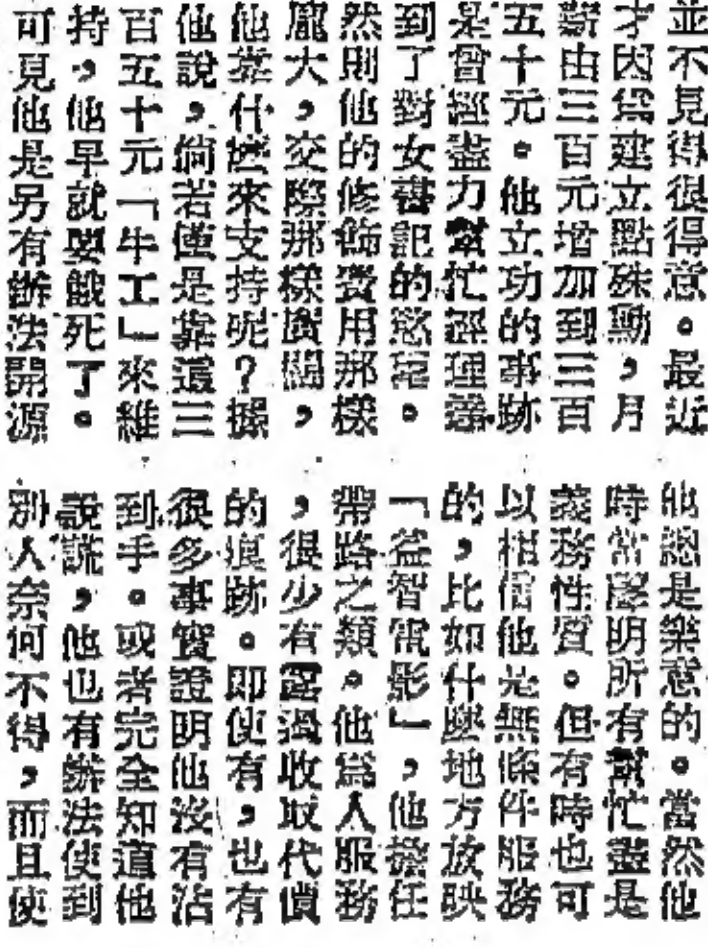 並不見得很得意。最近
才因爲建立點殊勳，月
薪由三百元增加到三百
五十元。他立功的事跡
是曾經盡力幫忙經理達
到了對女書記的慾望。
然則他的修飾費用那樣
龐大，交際那樣廣闊，
他靠什麽來支持呢？據
他說，倘若僅是靠這三
百五十元「牛工」來維
持，他早就要餓死了。
可見他是另有辦法開源
他總是樂意的。當然他
時常聲明所有幫忙盡是
義務性質。但有時也可
以相信他光無條件服務
的，比如什麽地方放映
「益智電影」，他擔任
帶路之類。他爲人服務
，很少有露過收取代價
的痕跡。即使有，也有
很多事實證明他沒有沾
到手。或者完全知道他
說謊，他也有辦法使到
別人奈何不得，而且使